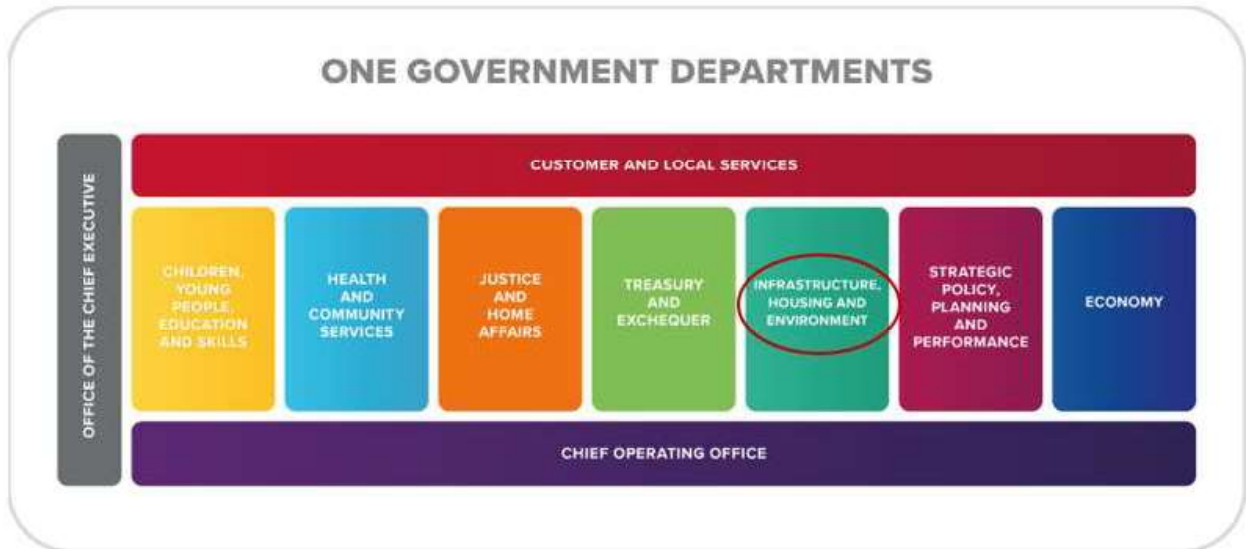 ONE GOVERNMENT DEPARTMENTS
OFFICE OF THE CHIEF EXECUTIVE
CUSTOMER AND LOCAL SERVICES
CHILDREN,
YOUNG
PEOPLE,
EDUCATION
AND SKILLS
HEALTH
AND
COMMUNITY
SERVICES
JUSTICE
AND
HOME
AFFAIRS
TREASURY
AND
EXCHEQUER
INFRASTRUCTURE,
HOUSING AND
ENVIRONMENT
STRATEGIC
POLICY,
PLANNING
AND
PERFORMANCE
ECONOMY
CHIEF OPERATING OFFICE